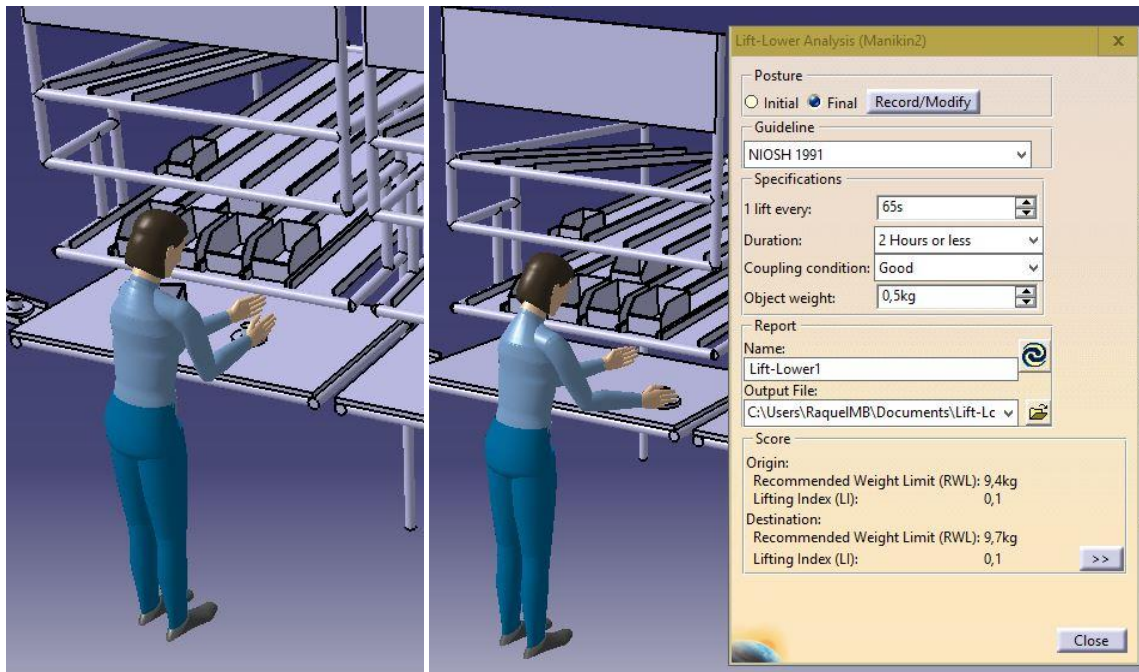 Lift-Lower Analysis (Manikin2)
X
Posture
Initial Final Record/Modify
Guideline
NIOSH 1991
Specifications
1 lift every: 65s
Duration: 2 Hours or less
Coupling condition: Good
Object weight: 0,5kg
Report
Name:
Lift-Lower1
Output File:
C:\Users\RaquelMB\Documents\Lift-Lc
Score
Origin:
Recommended Weight Limit (RWL): 9,4kg
Lifting Index (LI): 0,1
Destination:
Recommended Weight Limit (RWL): 9,7kg
Lifting Index (LI): 0,1
>>
Close